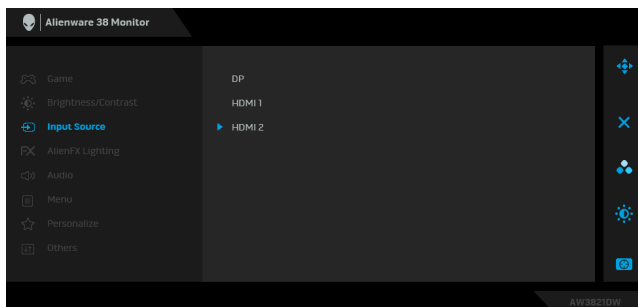 Alienware 38 Monitor
Game
Brightness/Contrast
Input Source
AlienFX Lighting
Audio
Menu
Personalize
Others
DP
HDMI 1
HDMI 2
AW3821DW